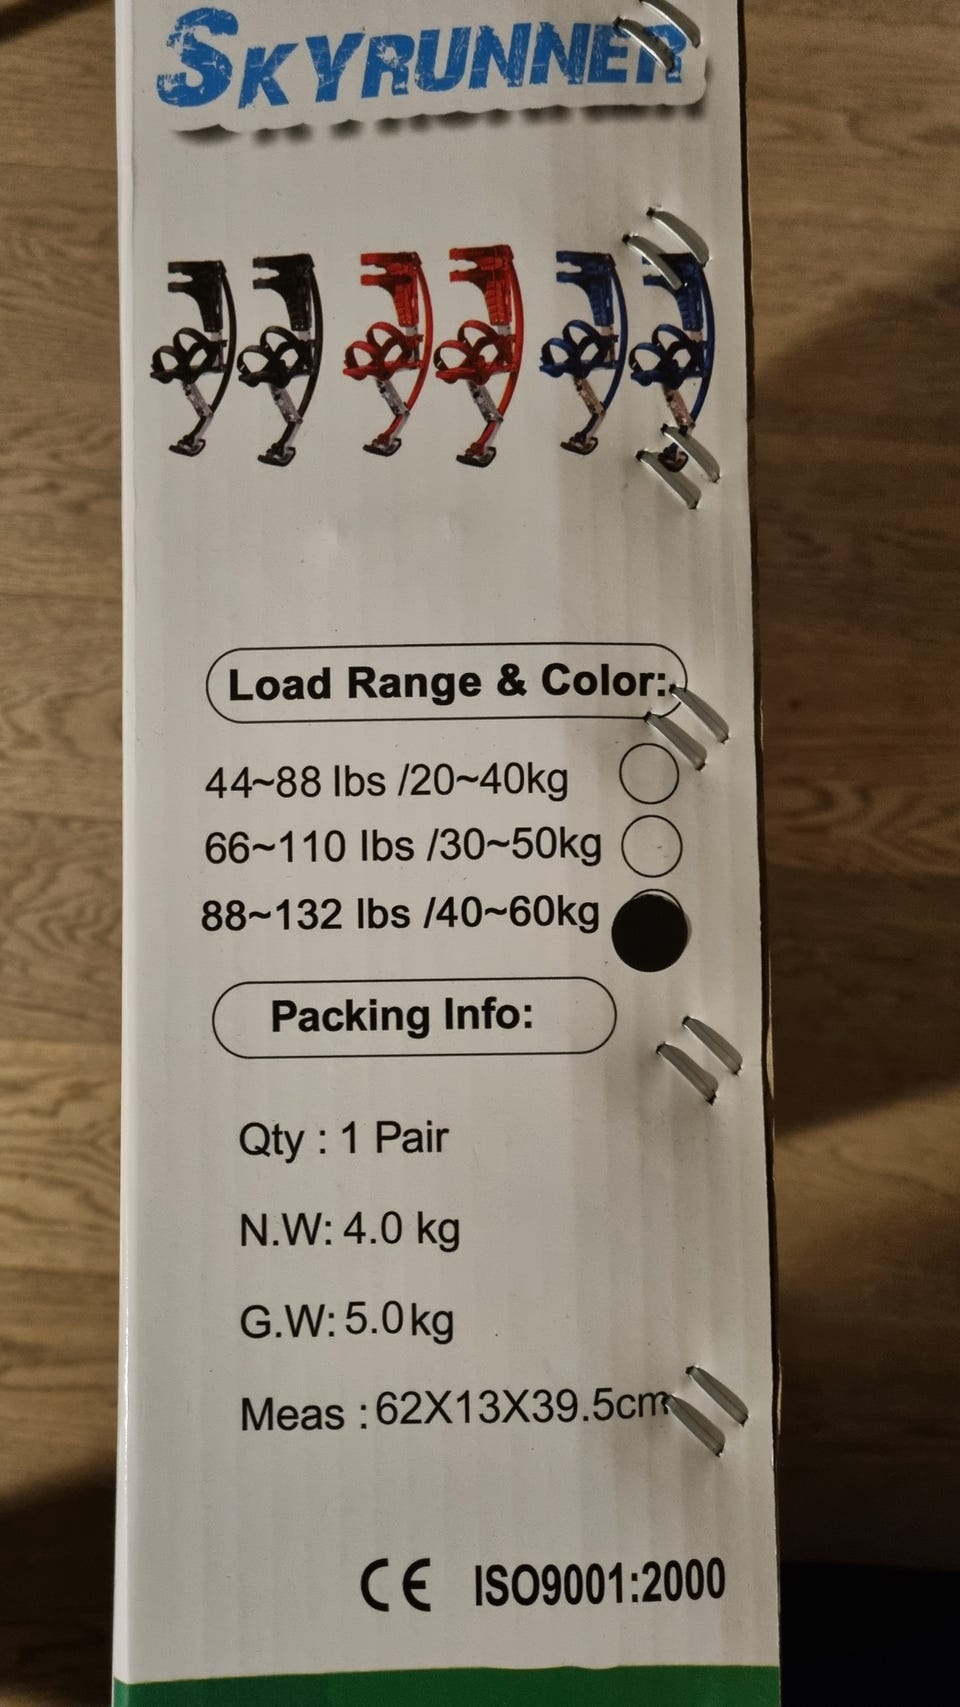 SKYRUNNER
Load Range & Color:
44~88 lbs /20~40kg
66~110 lbs /30~50kg
88~132 lbs /40~60kg
Packing Info:
Qty : 1 Pair
N.W: 4.0 kg
G.W: 5.0kg
Meas : 62X13X39.5cm
CE ISO9001:2000